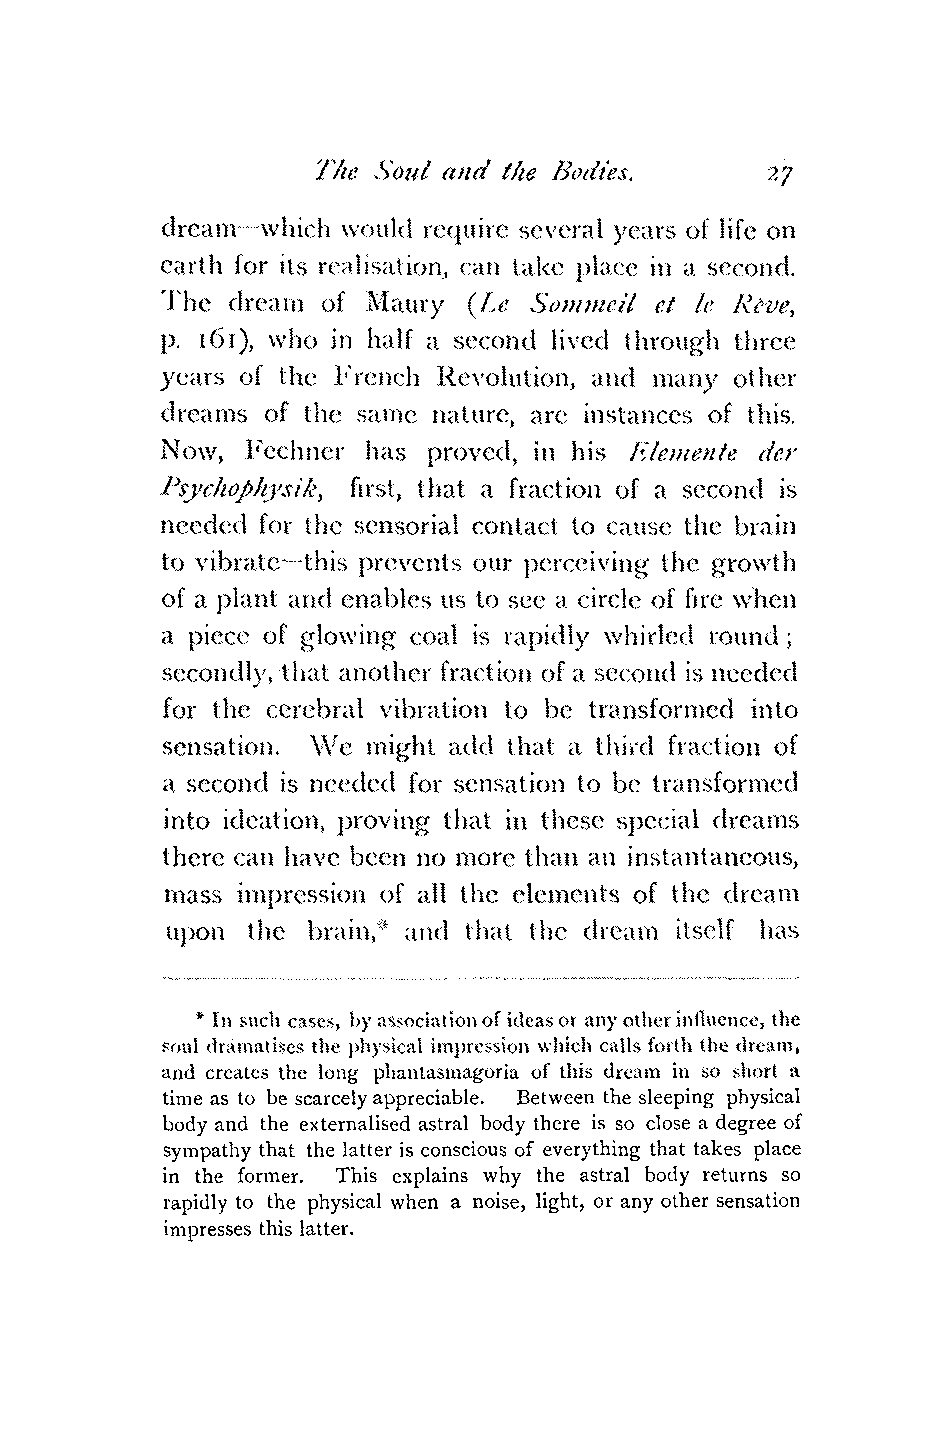 The Soul and the Bodies. 27
dream—which would require several years of life on
earth for its realisation, can take place in a second.
The dream of Maury (Le Sommeil et le Rêve,
p. 161), who in half a second lived through three
years of the French Revolution, and many other
dreams of the same nature, are instances of this.
Now, Fechner has proved, in his Elemente der
Psychophysik, first, that a fraction of a second is
needed for the sensorial contact to cause the brain
to vibrate—this prevents our perceiving the growth
of a plant and enables us to see a circle of fire when
a piece of glowing coal is rapidly whirled round;
secondly, that another fraction of a second is needed
for the cerebral vibration to be transformed into
sensation. We might add that a third fraction of
a second is needed for sensation to be transformed
into ideation, proving that in these special dreams
there can have been no more than an instantaneous,
mass impression of all the elements of the dream
upon the brain,* and that the dream itself has
* In such cases, by association of ideas or any other influence, the
soul dramatises the physical impression which calls forth the dream,
and creates the long phantasmagoria of this dream in so short a
time as to be scarcely appreciable. Between the sleeping physical
body and the externalised astral body there is so close a degree of
sympathy that the latter is conscious of everything that takes place
in the former. This explains why the astral body returns so
rapidly to the physical when a noise, light, or any other sensation
impresses this latter.